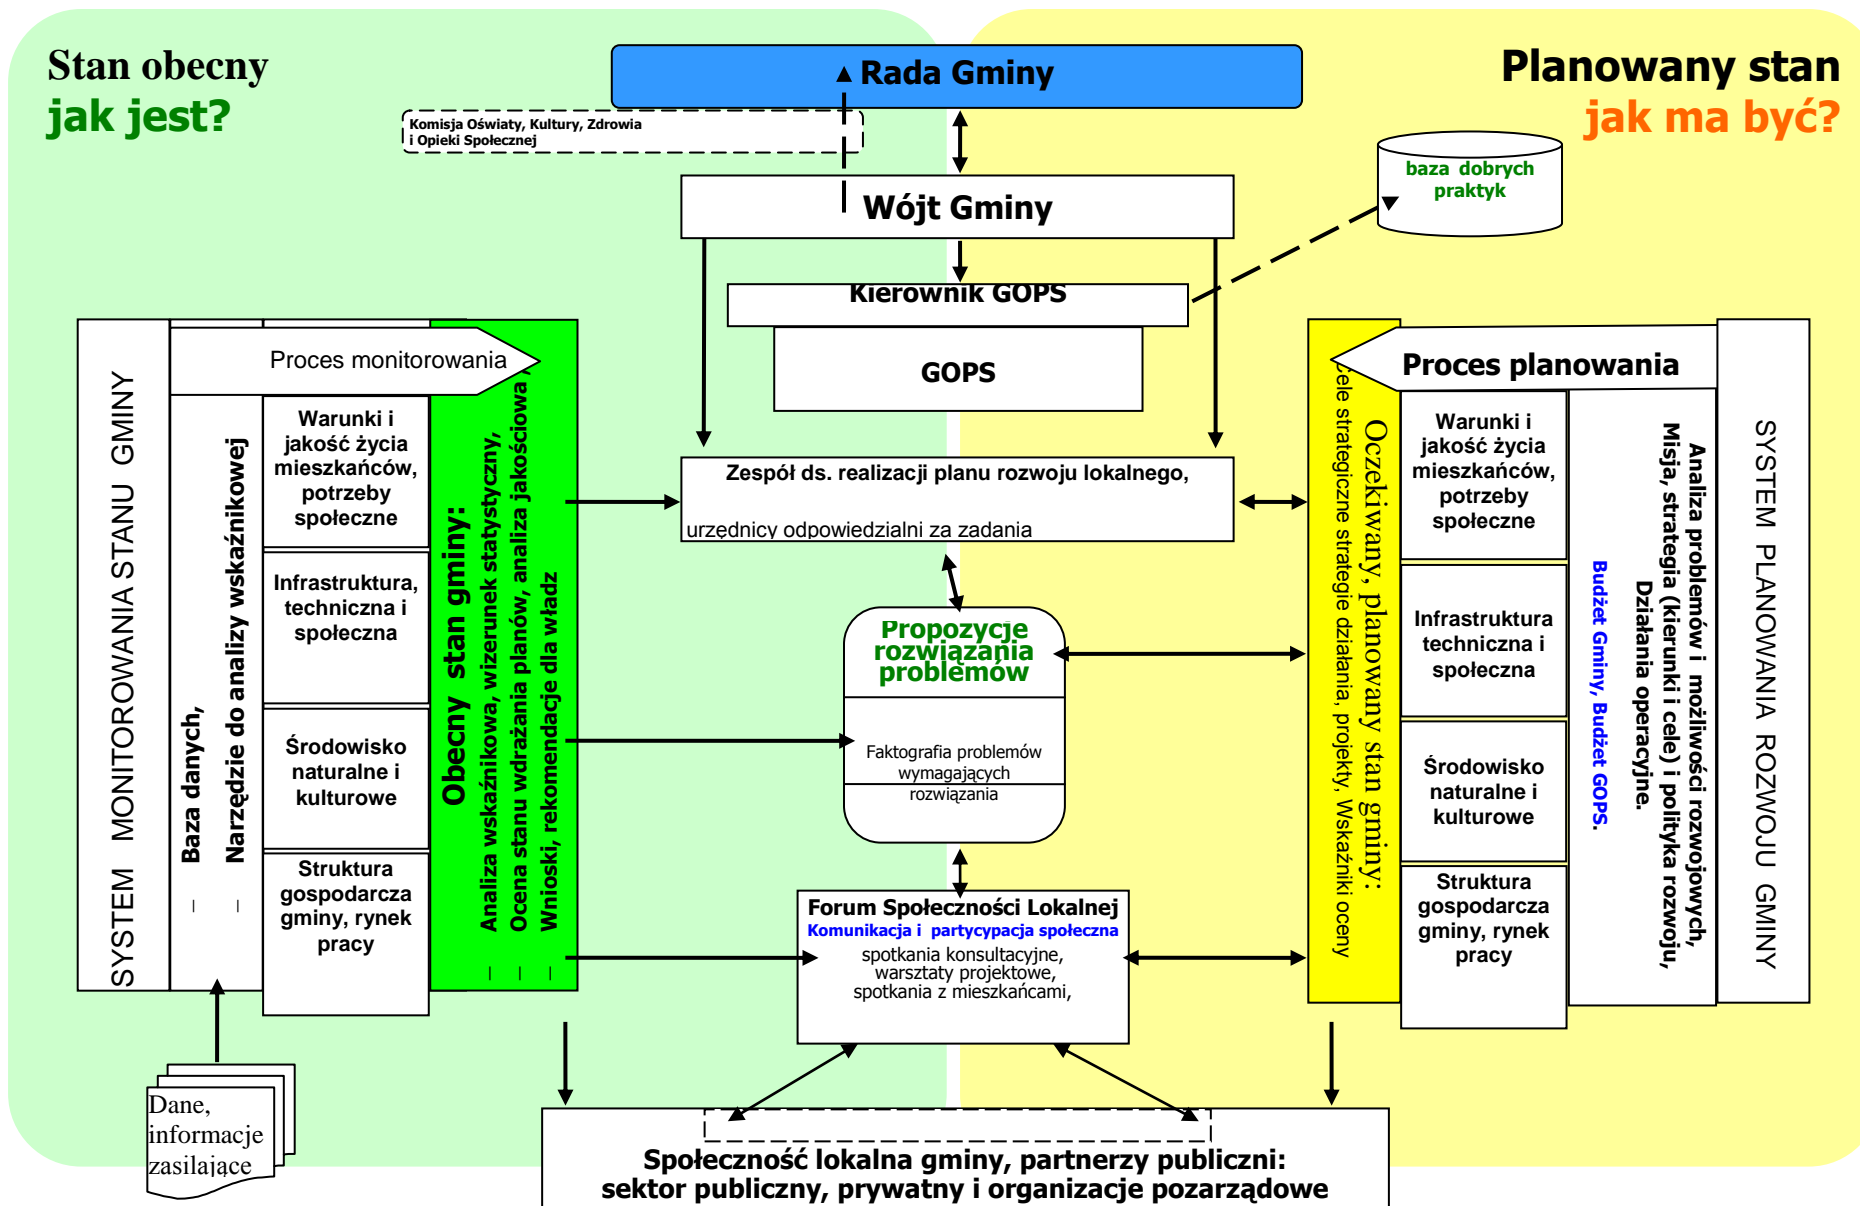 Stan obecny
jak jest?
Planowany stan
jak ma być?
Rada Gminy
Komisja Oświaty, Kultury, Zdrowia
i Opieki Społecznej
baza dobrych
praktyk
Wójt Gminy
Kierownik GOPS
GOPS
SYSTEM MONITOROWANIA STANU GMINY
Proces monitorowania
– Baza danych,
– Narzędzie do analizy wskaźnikowej
Warunki i
jakość życia
mieszkańców,
potrzeby
społeczne
Infrastruktura,
techniczna i
społeczna
Środowisko
naturalne i
kulturowe
Struktura
gospodarcza
gminy, rynek
pracy
Obecny stan gminy:
– Analiza wskaźnikowa, wizerunek statystyczny,
– Ocena stanu wdrażania planów, analiza jakościowa ,
– Wnioski, rekomendacje dla władz
Zespół ds. realizacji planu rozwoju lokalnego,
urzędnicy odpowiedzialni za zadania
Propozycje
rozwiązania
problemów
Faktografia problemów
wymagających
rozwiązania
Forum Społeczności Lokalnej
Komunikacja i partycypacja społeczna
spotkania konsultacyjne,
warsztaty projektowe,
spotkania z mieszkańcami,
Oczekiwany, planowany stan gminy:
Cele strategiczne strategie działania, projekty, Wskaźniki oceny
Proces planowania
Warunki i
jakość życia
mieszkańców,
potrzeby
społeczne
Infrastruktura
techniczna i
społeczna
Środowisko
naturalne i
kulturowe
Struktura
gospodarcza
gminy, rynek
pracy
Analiza problemów i możliwości rozwojowych,
Misja, strategia (kierunki i cele) i polityka rozwoju,
Działania operacyjne.
Budżet Gminy, Budżet GOPS.
SYSTEM PLANOWANIA ROZWOJU GMINY
Dane,
informacje
zasilające
Społeczność lokalna gminy, partnerzy publiczni:
sektor publiczny, prywatny i organizacje pozarządowe